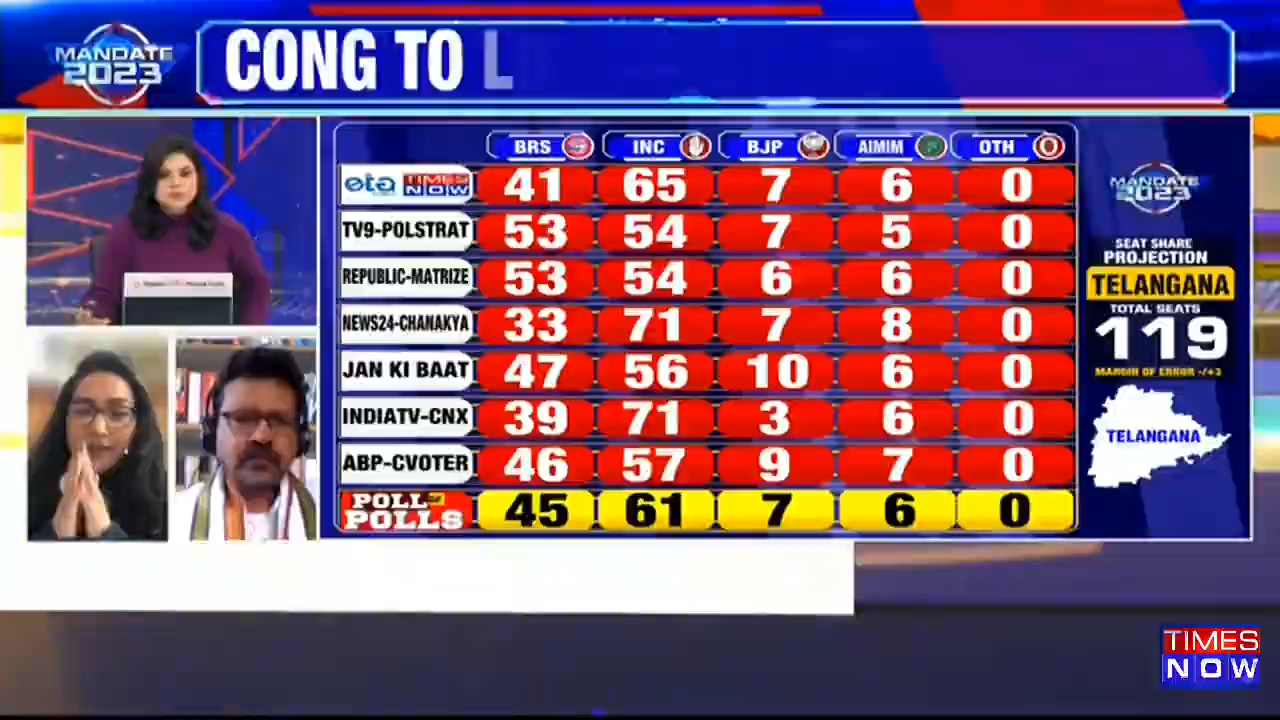 MANDATE
2023
CONG TO L
BRS INC BJP AIMIM OTH
etg TIMES NOW 41 65 7 6 0
TV9-POLSTRAT 53 54 7 5 0
REPUBLIC-MATRIZE 53 54 6 6 0
NEWS24-CHANAKYA 33 71 7 8 0
JAN KI BAAT 47 56 10 6 0
INDIATV-CNX 39 71 3 6 0
ABP-CVOTER 46 57 9 7 0
POLL OF POLLS 45 61 7 6 0
MANDATE
2023
SEAT SHARE
PROJECTION
TELANGANA
TOTAL SEATS
119
MARGIN OF ERROR -/+3
TELANGANA
TIMES
NOW